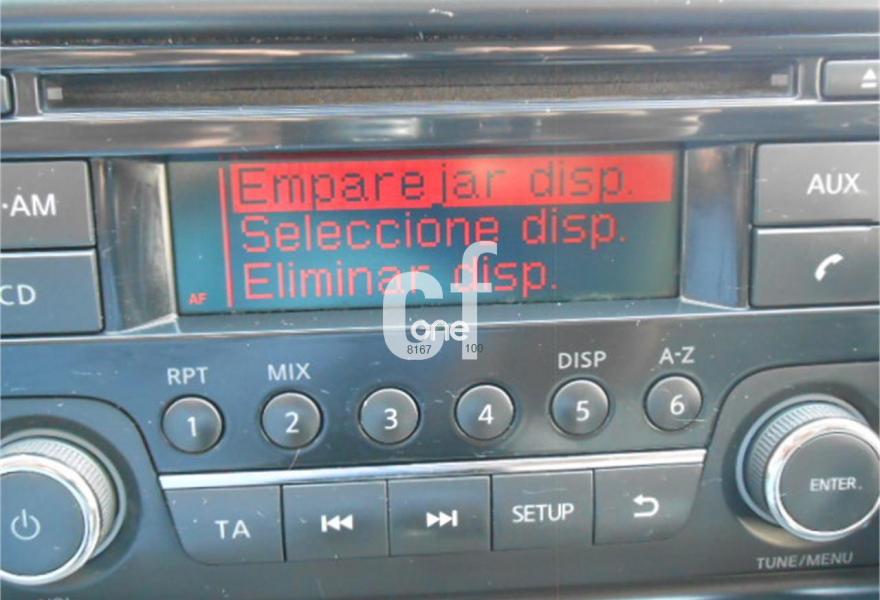 Emparejar disp.
Seleccione disp.
Eliminar disp.
AF
·AM
CD
AUX
cf
one
8167 100
RPT MIX DISP A-Z
1 2 3 4 5 6
TA SETUP
ENTER
TUNE/MENU